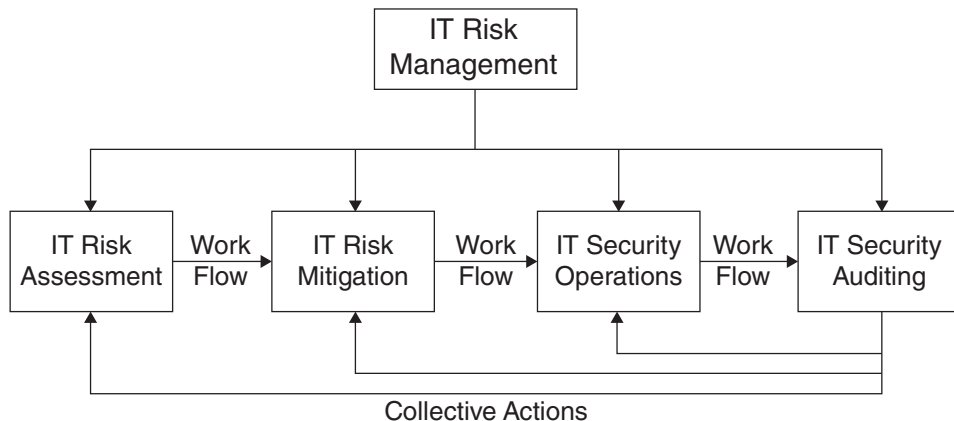 IT Risk
Management
IT Risk
Assessment
Work
Flow
IT Risk
Mitigation
Work
Flow
IT Security
Operations
Work
Flow
IT Security
Auditing
Collective Actions